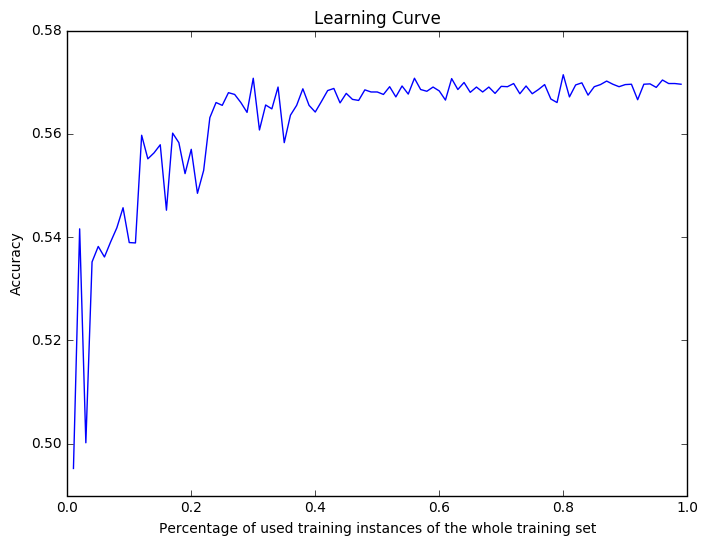 Learning Curve
0.58
0.56
0.54
0.52
0.50
Accuracy
0.0 0.2 0.4 0.6 0.8 1.0
Percentage of used training instances of the whole training set